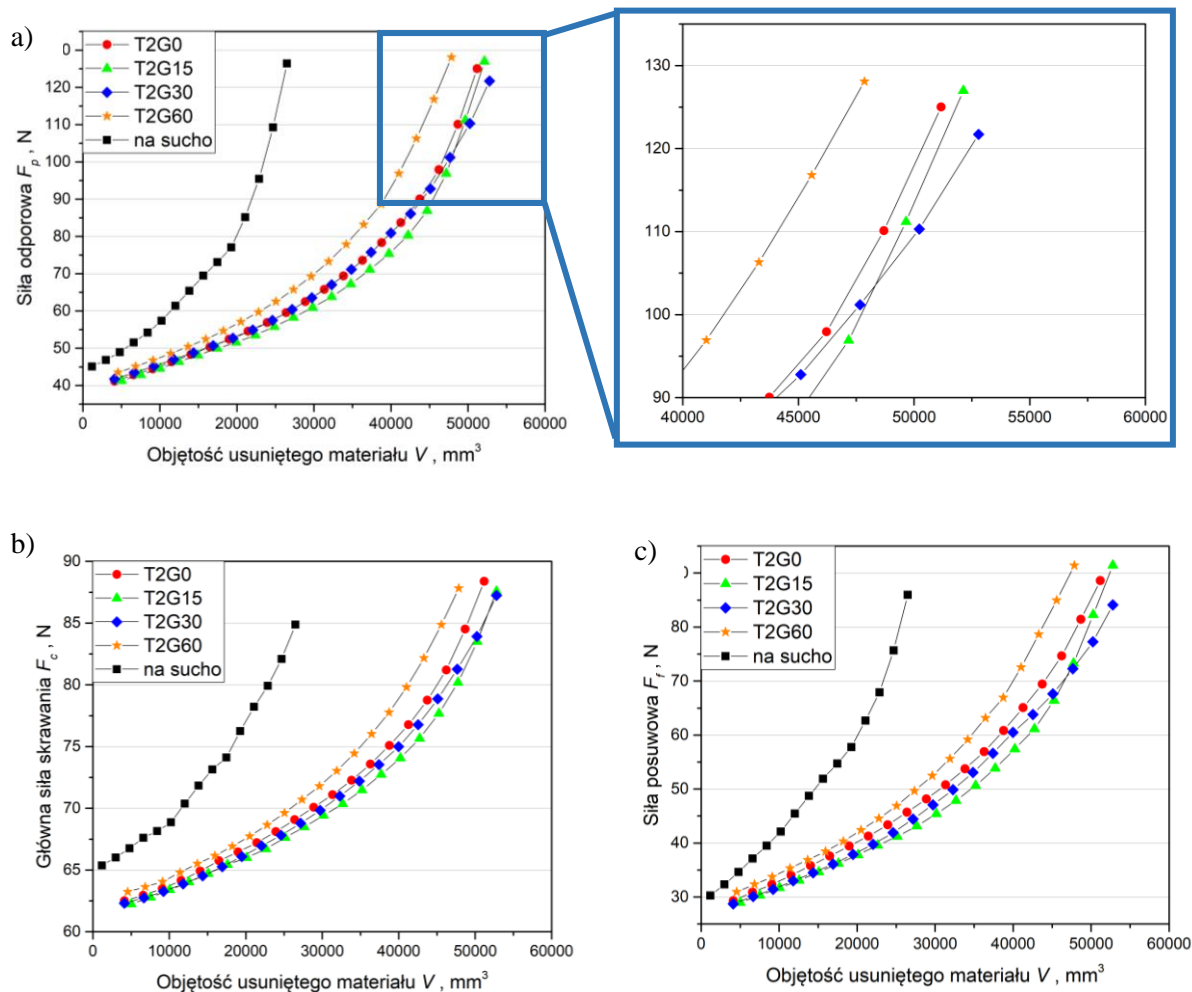 a)
T2G0
T2G15
T2G30
T2G60
na sucho
Siła odporowa Fp , N
0
120
110
100
90
80
70
60
50
40
0 10000 20000 30000 40000 50000 60000
Objętość usuniętego materiału V , mm³
130
120
110
100
90
40000 45000 50000 55000 60000
b)
T2G0
T2G15
T2G30
T2G60
na sucho
Główna siła skrawania Fc , N
90
85
80
75
70
65
60
0 10000 20000 30000 40000 50000 60000
Objętość usuniętego materiału V , mm³
c)
T2G0
T2G15
T2G30
T2G60
na sucho
Siła posuwowa Ff , N
0
80
70
60
50
40
30
0 10000 20000 30000 40000 50000 60000
Objętość usuniętego materiału V , mm³